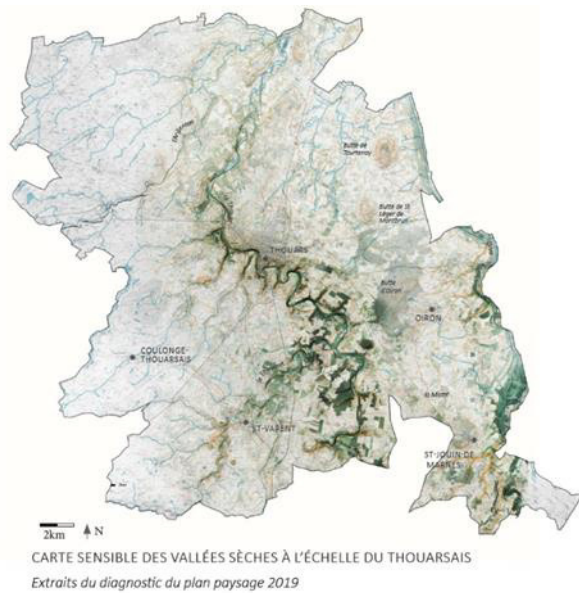 Butte de
Tourtenay
Butte de St
Léger de
Montbrun
THOUARS
Butte
d'Oiron
OIRON
COULONGE-
THOUARSAIS
ST-VARENT
ST-JOUIN-DE
MARNES
2km
N
CARTE SENSIBLE DES VALLÉES SÈCHES À L'ÉCHELLE DU THOUARSAIS
Extraits du diagnostic du plan paysage 2019